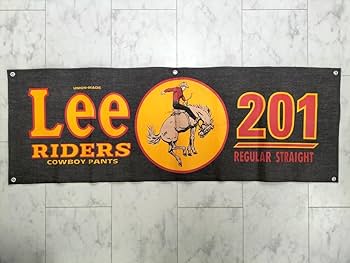 UNION-MADE
Lee
RIDERS
COWBOY PANTS
201
REGULAR STRAIGHT